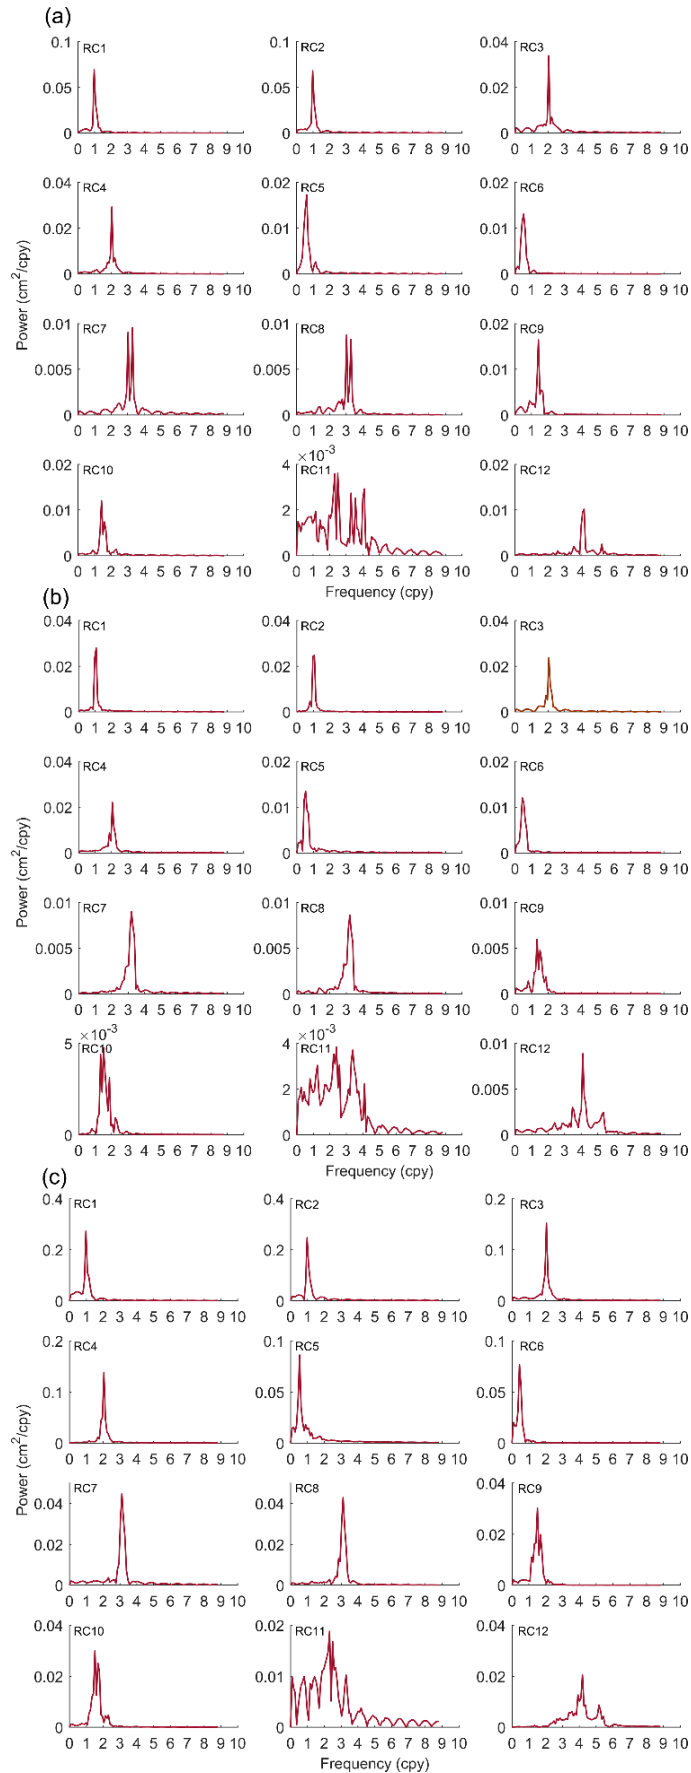 (a)
RC1 RC2 RC3
0.1 0.05 0 0.1 0.05 0 0.04 0.02 0
0 1 2 3 4 5 6 7 8 9 10 0 1 2 3 4 5 6 7 8 9 10 0 1 2 3 4 5 6 7 8 9 10
RC4 RC5 RC6
0.04 0.02 0 0.02 0.01 0 0.02 0.01 0
0 1 2 3 4 5 6 7 8 9 10 0 1 2 3 4 5 6 7 8 9 10 0 1 2 3 4 5 6 7 8 9 10
Power (cm²/cpy)
RC7 RC8 RC9
0.01 0.005 0 0.01 0.005 0 0.02 0.01 0
0 1 2 3 4 5 6 7 8 9 10 0 1 2 3 4 5 6 7 8 9 10 0 1 2 3 4 5 6 7 8 9 10
×10⁻³
RC10 RC11 RC12
0.02 0.01 0 4 2 0 0.02 0.01 0
0 1 2 3 4 5 6 7 8 9 10 0 1 2 3 4 5 6 7 8 9 10 0 1 2 3 4 5 6 7 8 9 10
Frequency (cpy)
(b)
RC1 RC2 RC3
0.04 0.02 0 0.04 0.02 0 0.04 0.02 0
0 1 2 3 4 5 6 7 8 9 10 0 1 2 3 4 5 6 7 8 9 10 0 1 2 3 4 5 6 7 8 9 10
RC4 RC5 RC6
0.04 0.02 0 0.02 0.01 0 0.02 0.01 0
0 1 2 3 4 5 6 7 8 9 10 0 1 2 3 4 5 6 7 8 9 10 0 1 2 3 4 5 6 7 8 9 10
Power (cm²/cpy)
RC7 RC8 RC9
0.01 0.005 0 0.01 0.005 0 0.01 0.005 0
0 1 2 3 4 5 6 7 8 9 10 0 1 2 3 4 5 6 7 8 9 10 0 1 2 3 4 5 6 7 8 9 10
×10⁻³ ×10⁻³
RC10 RC11 RC12
5 0 4 2 0 0.01 0.005 0
0 1 2 3 4 5 6 7 8 9 10 0 1 2 3 4 5 6 7 8 9 10 0 1 2 3 4 5 6 7 8 9 10
Frequency (cpy)
(c)
RC1 RC2 RC3
0.4 0.2 0 0.4 0.2 0 0.2 0.1 0
0 1 2 3 4 5 6 7 8 9 10 0 1 2 3 4 5 6 7 8 9 10 0 1 2 3 4 5 6 7 8 9 10
RC4 RC5 RC6
0.2 0.1 0 0.1 0.05 0 0.1 0.05 0
0 1 2 3 4 5 6 7 8 9 10 0 1 2 3 4 5 6 7 8 9 10 0 1 2 3 4 5 6 7 8 9 10
Power (cm²/cpy)
RC7 RC8 RC9
0.04 0.02 0 0.04 0.02 0 0.04 0.02 0
0 1 2 3 4 5 6 7 8 9 10 0 1 2 3 4 5 6 7 8 9 10 0 1 2 3 4 5 6 7 8 9 10
RC10 RC11 RC12
0.04 0.02 0 0.02 0.01 0 0.04 0.02 0
0 1 2 3 4 5 6 7 8 9 10 0 1 2 3 4 5 6 7 8 9 10 0 1 2 3 4 5 6 7 8 9 10
Frequency (cpy)